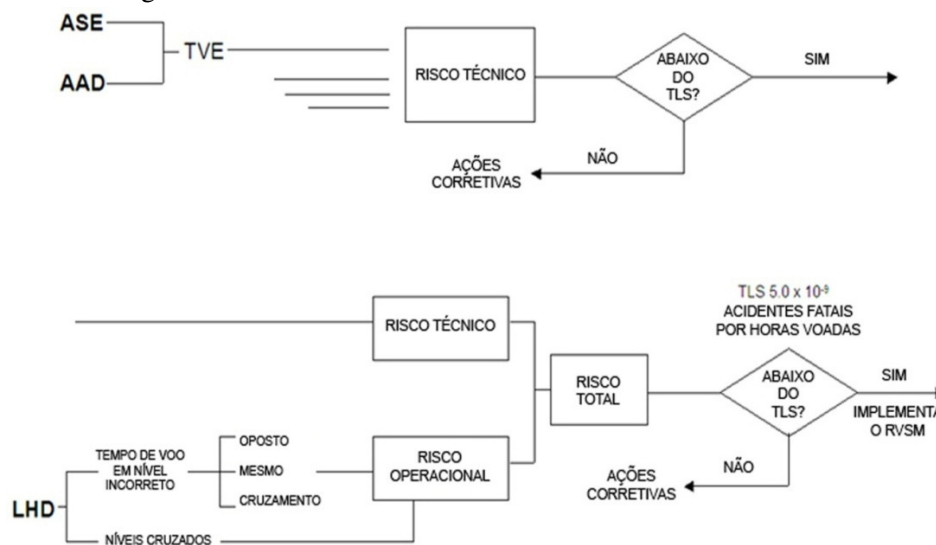 ASE
AAD
TVE
RISCO TÉCNICO
ABAIXO
DO
TLS?
SIM
NÃO
AÇÕES
CORRETIVAS
TLS 5.0 x 10⁻⁹
ACIDENTES FATAIS
POR HORAS VOADAS
RISCO TÉCNICO
RISCO
TOTAL
ABAIXO
DO
TLS?
SIM
IMPLEMENTA
O RVSM
NÃO
AÇÕES
CORRETIVAS
LHD
TEMPO DE VOO
EM NÍVEL
INCORRETO
OPOSTO
MESMO
CRUZAMENTO
RISCO
OPERACIONAL
NÍVEIS CRUZADOS